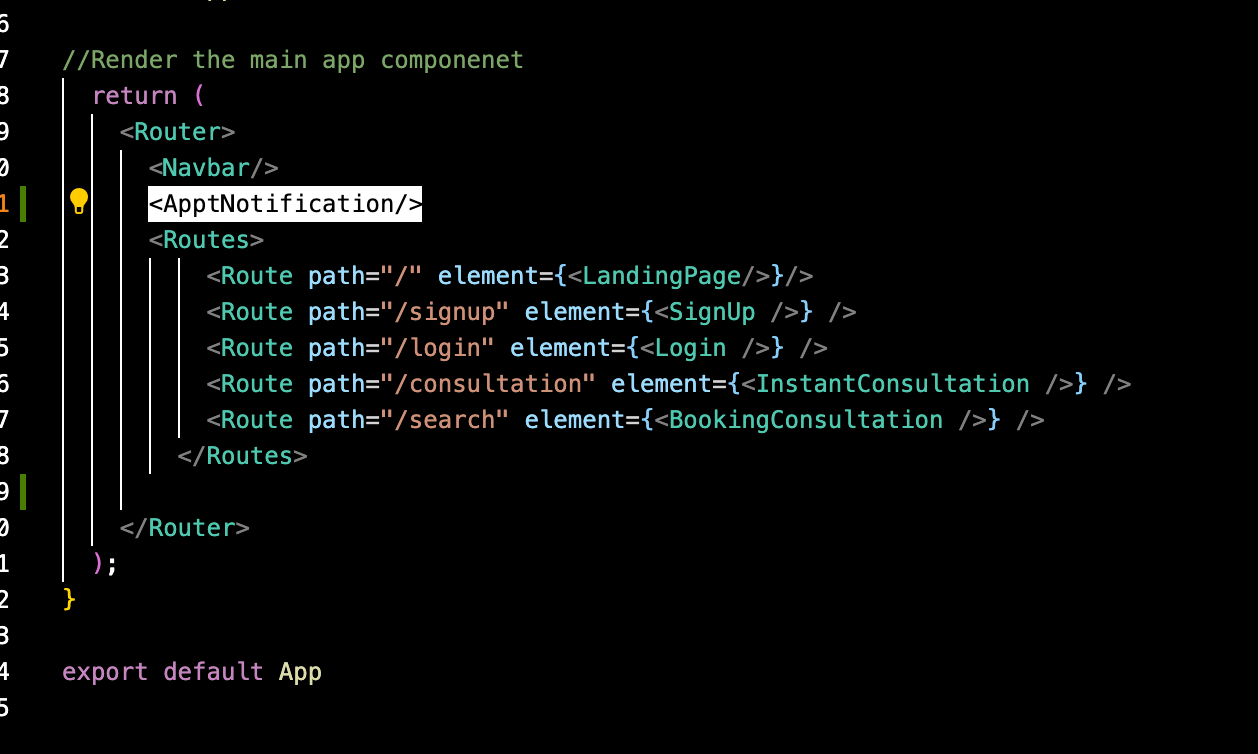 6
7 //Render the main app componenet
8 return (
9 <Router>
0 <Navbar/>
1 <ApptNotification/>
2 <Routes>
3 <Route path="/" element={<LandingPage/>}/>
4 <Route path="/signup" element={<SignUp />} />
5 <Route path="/login" element={<Login />} />
6 <Route path="/consultation" element={<InstantConsultation />} />
7 <Route path="/search" element={<BookingConsultation />} />
8 </Routes>
9
0 </Router>
1 );
2 }
3
4 export default App
5